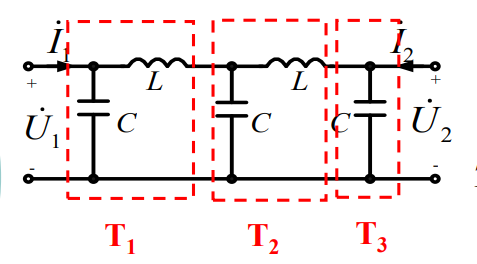 İ₁ İ₂
+ L L +
U̇₁ C C C U̇₂
- -
T₁ T₂ T₃